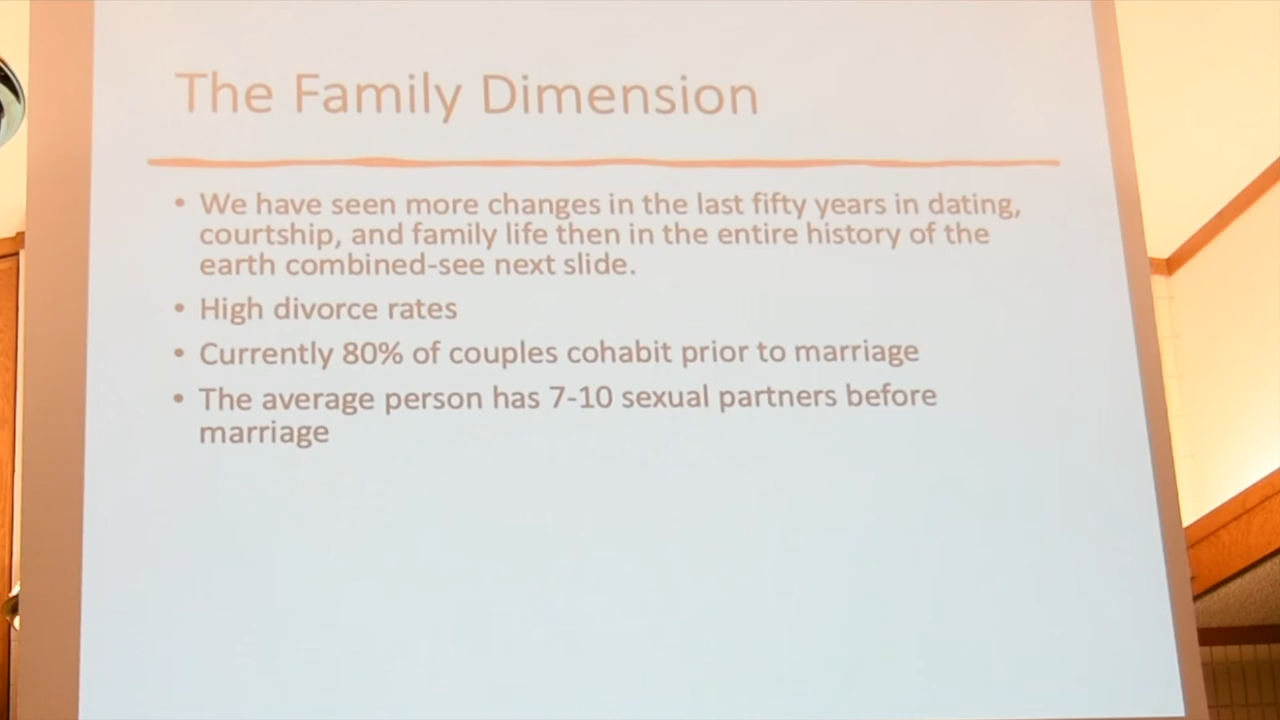 The Family Dimension
• We have seen more changes in the last fifty years in dating,
courtship, and family life then in the entire history of the
earth combined-see next slide.
• High divorce rates
• Currently 80% of couples cohabit prior to marriage
• The average person has 7-10 sexual partners before
marriage